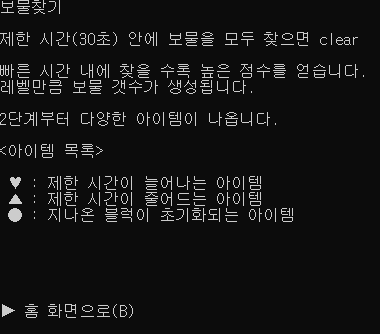 보물찾기
제한 시간(30초) 안에 보물을 모두 찾으면 clear
빠른 시간 내에 찾을 수록 높은 점수를 얻습니다.
레벨만큼 보물 갯수가 생성됩니다.
2단계부터 다양한 아이템이 나옵니다.
<아이템 목록>
♥ : 제한 시간이 늘어나는 아이템
▲ : 제한 시간이 줄어드는 아이템
● : 지나온 블럭이 초기화되는 아이템
▶ 홈 화면으로(B)